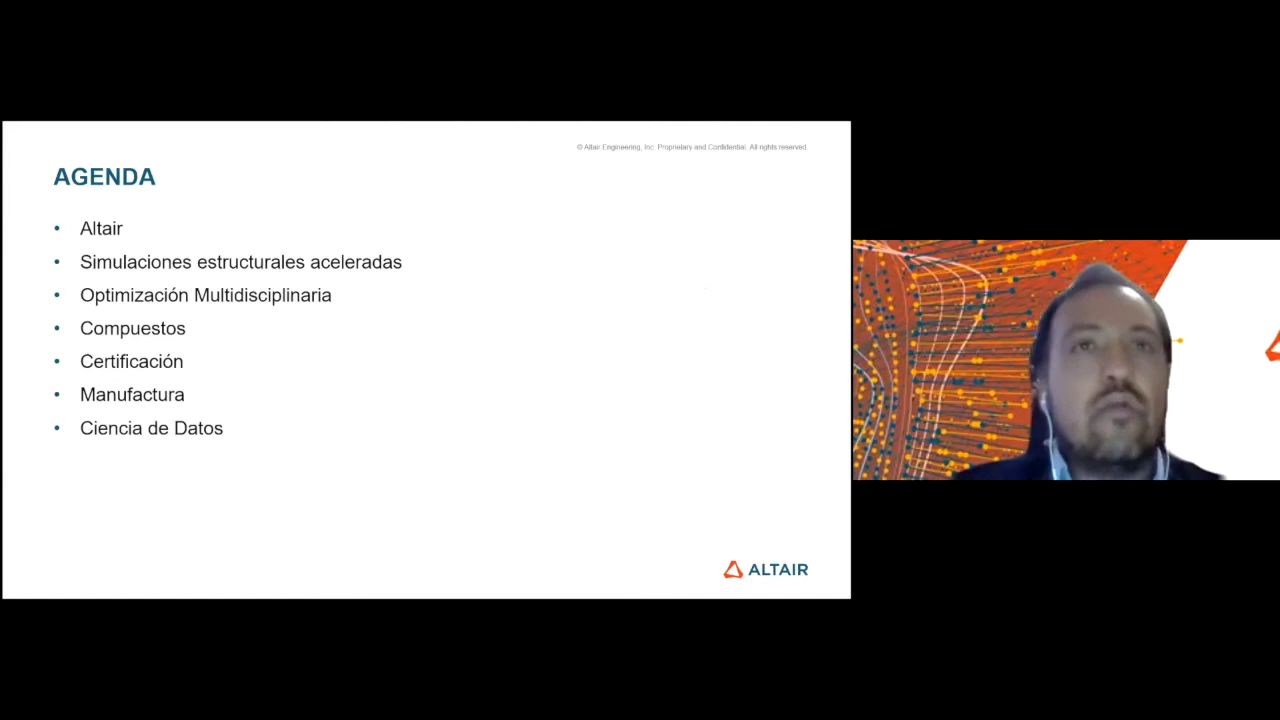 © Altair Engineering, Inc. Proprietary and Confidential. All rights reserved.
AGENDA
• Altair
• Simulaciones estructurales aceleradas
• Optimización Multidisciplinaria
• Compuestos
• Certificación
• Manufactura
• Ciencia de Datos
ALTAIR